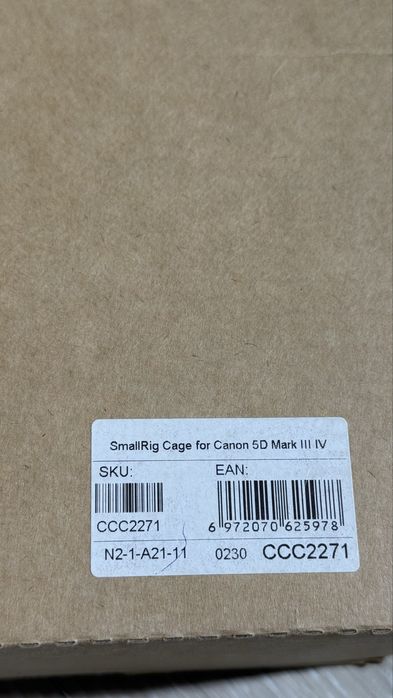 SmallRig Cage for Canon 5D Mark III IV
SKU: EAN:
CCC2271 6 972070 625978
N2-1-A21-11 0230 CCC2271